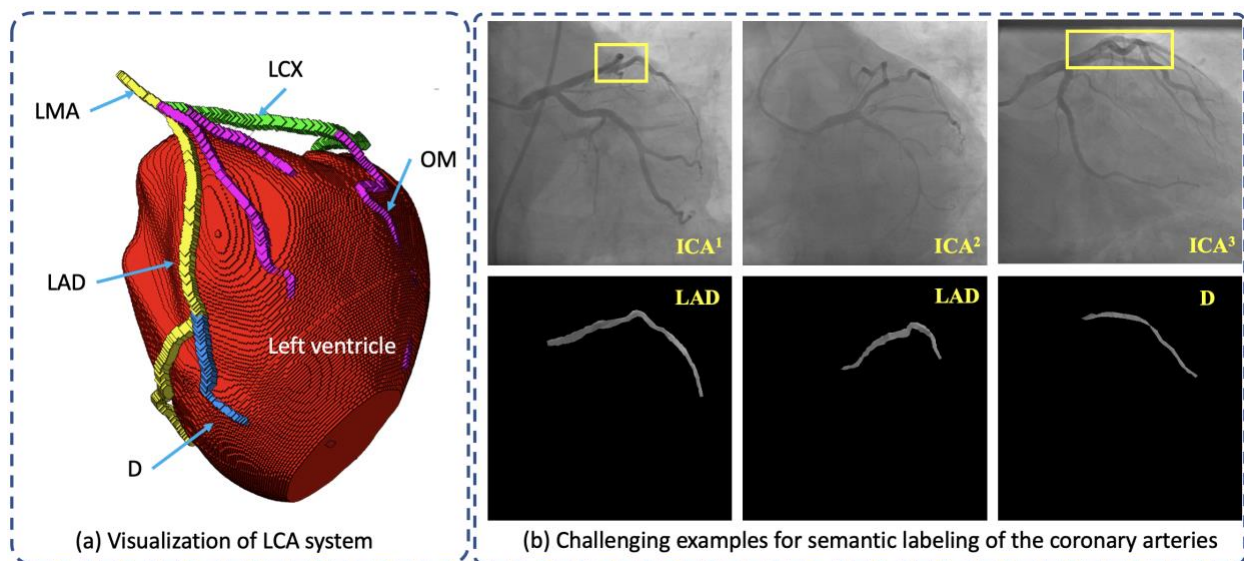 LCX
LMA
OM
LAD
Left ventricle
D
(a) Visualization of LCA system
ICA¹
ICA²
ICA³
LAD
LAD
D
(b) Challenging examples for semantic labeling of the coronary arteries